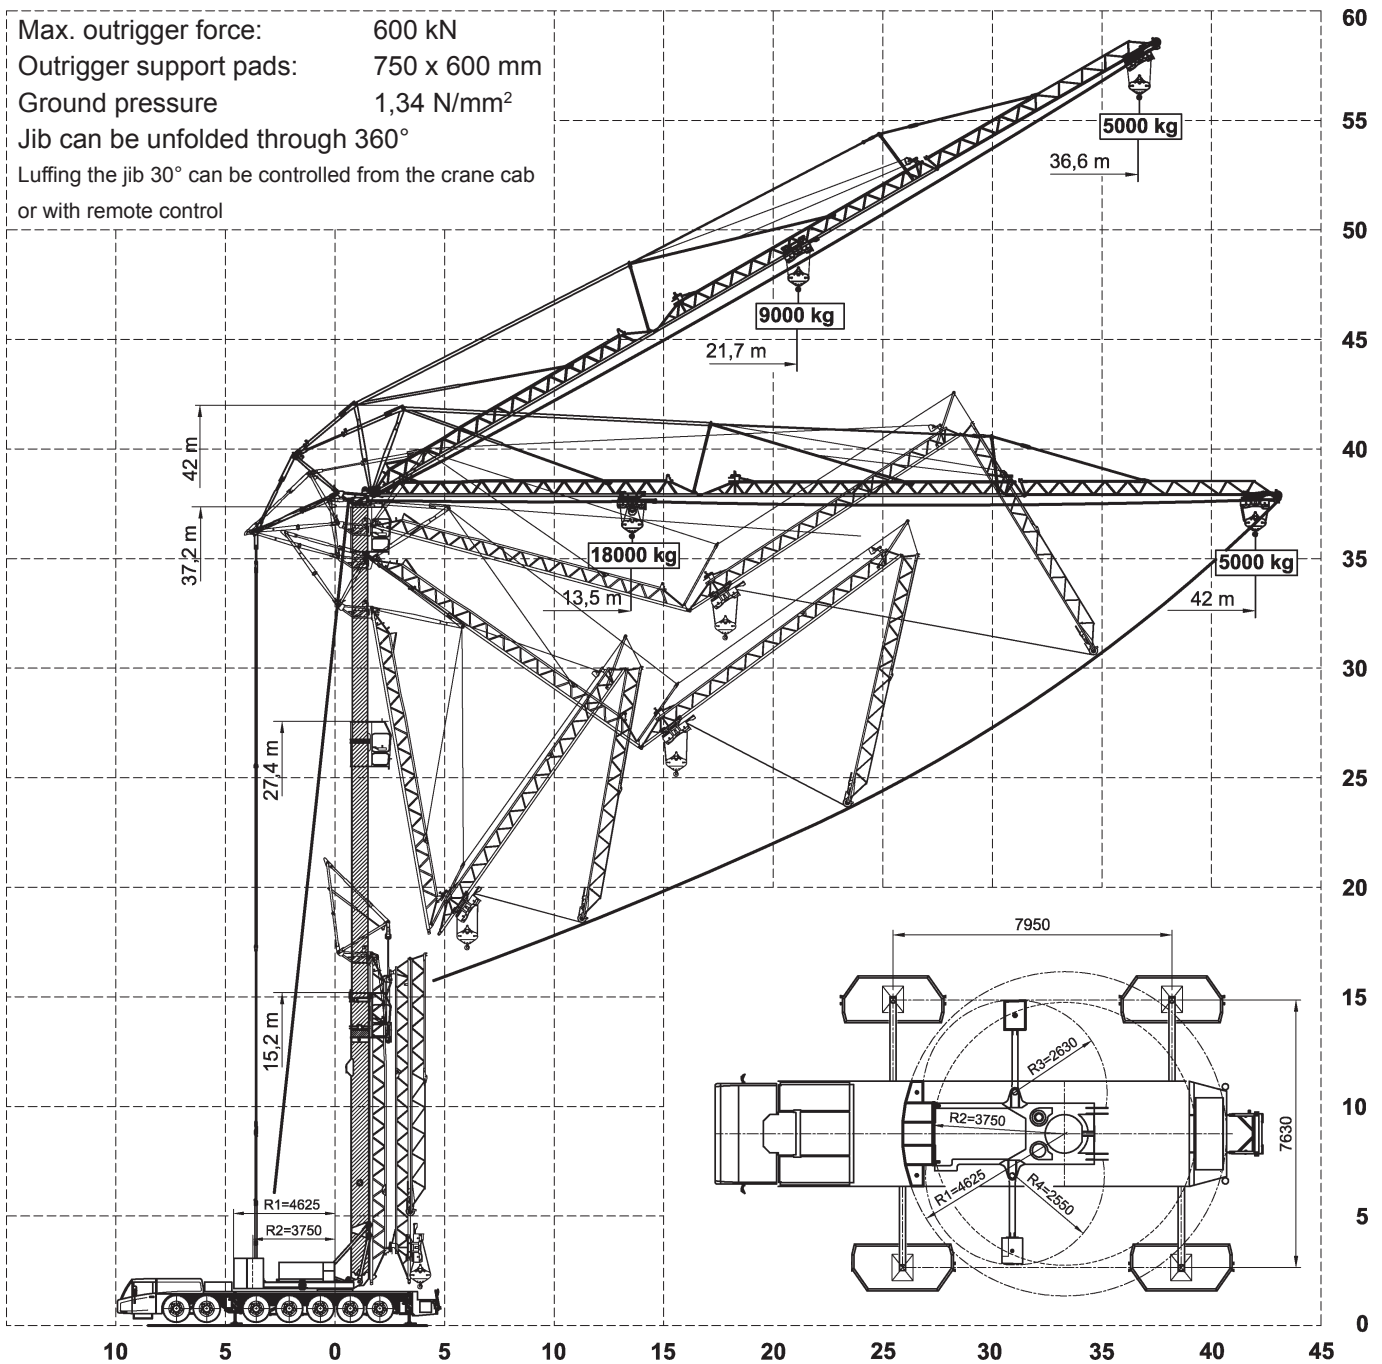 Max. outrigger force: 600 kN
Outrigger support pads: 750 x 600 mm
Ground pressure 1,34 N/mm²
Jib can be unfolded through 360°
Luffing the jib 30° can be controlled from the crane cab
or with remote control
60
55
50
45
40
35
30
25
20
15
10
5
0
5000 kg
36,6 m
9000 kg
21,7 m
42 m
37,2 m
18000 kg
13,5 m
5000 kg
42 m
27,4 m
15,2 m
R1=4625
R2=3750
7950
7630
R3=2630
R2=3750
R1=4625
R4=2550
10 5 0 5 10 15 20 25 30 35 40 45